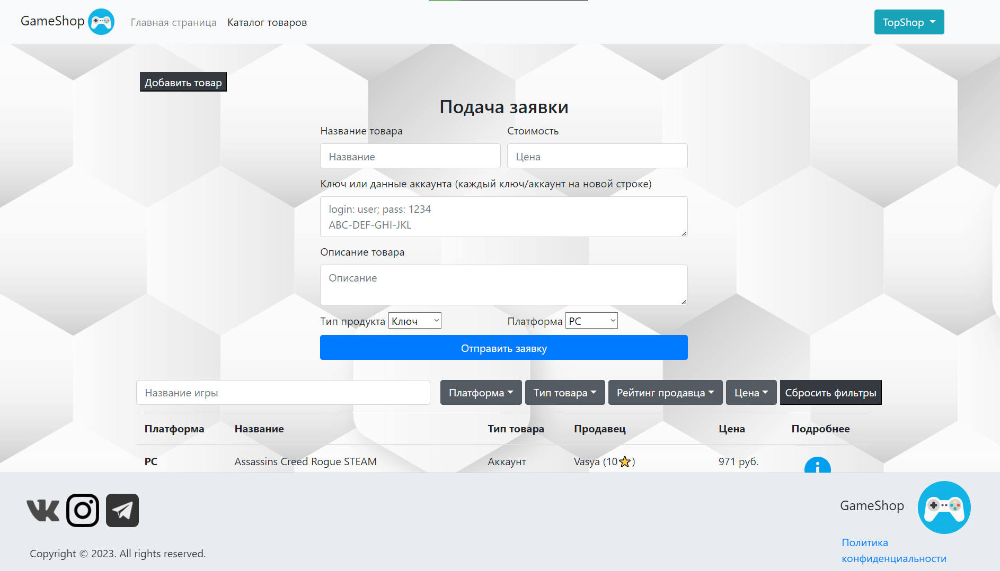 GameShop
Главная страница
Каталог товаров
TopShop
Добавить товар
Подача заявки
Название товара
Стоимость
Название
Цена
Ключ или данные аккаунта (каждый ключ/аккаунт на новой строке)
login: user; pass: 1234
ABC-DEF-GHI-JKL
Описание товара
Описание
Тип продукта Ключ
Платформа PC
Отправить заявку
Название игры
Платформа
Тип товара
Рейтинг продавца
Цена
Сбросить фильтры
Платформа Название Тип товара Продавец Цена Подробнее
PC Assassins Creed Rogue STEAM Аккаунт Vasya (10⭐) 971 руб.
GameShop
Политика
конфиденциальности
Copyright © 2023. All rights reserved.